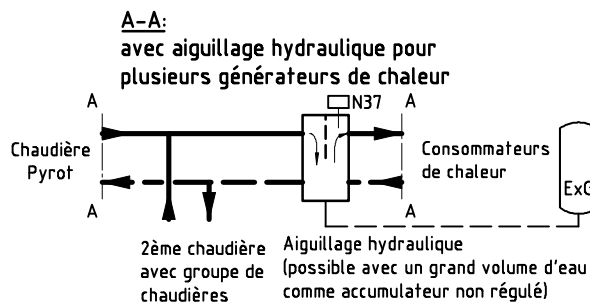 A-A:
avec aiguillage hydraulique pour
plusieurs générateurs de chaleur
N37
A
A
Chaudière
Pyrot
Consommateurs
de chaleur
ExG
A
A
2ème chaudière
avec groupe de
chaudières
Aiguillage hydraulique
(possible avec un grand volume d'eau
comme accumulateur non régulé)